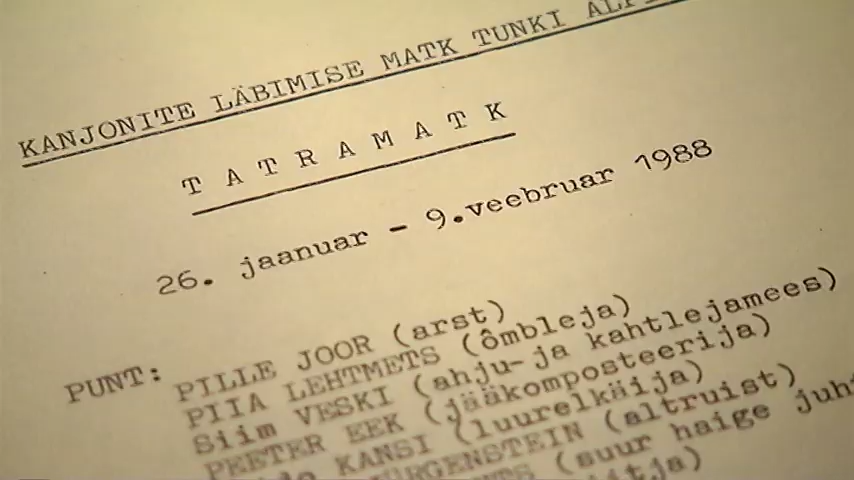 KANJONITE LÄBIMISE MATK TUNKI
T A T R A M A T K
26. jaanuar - 9.veebruar 1988
PUNT: PILLE JOOR (arst)
PIIA LEHTMETS (õmbleja)
Siim VESKI (ahju-ja kahtlejamees)
PEETER EEK (jääkomposteerija)
KANSI (luurelkäija)
(altruist)
(suur haige